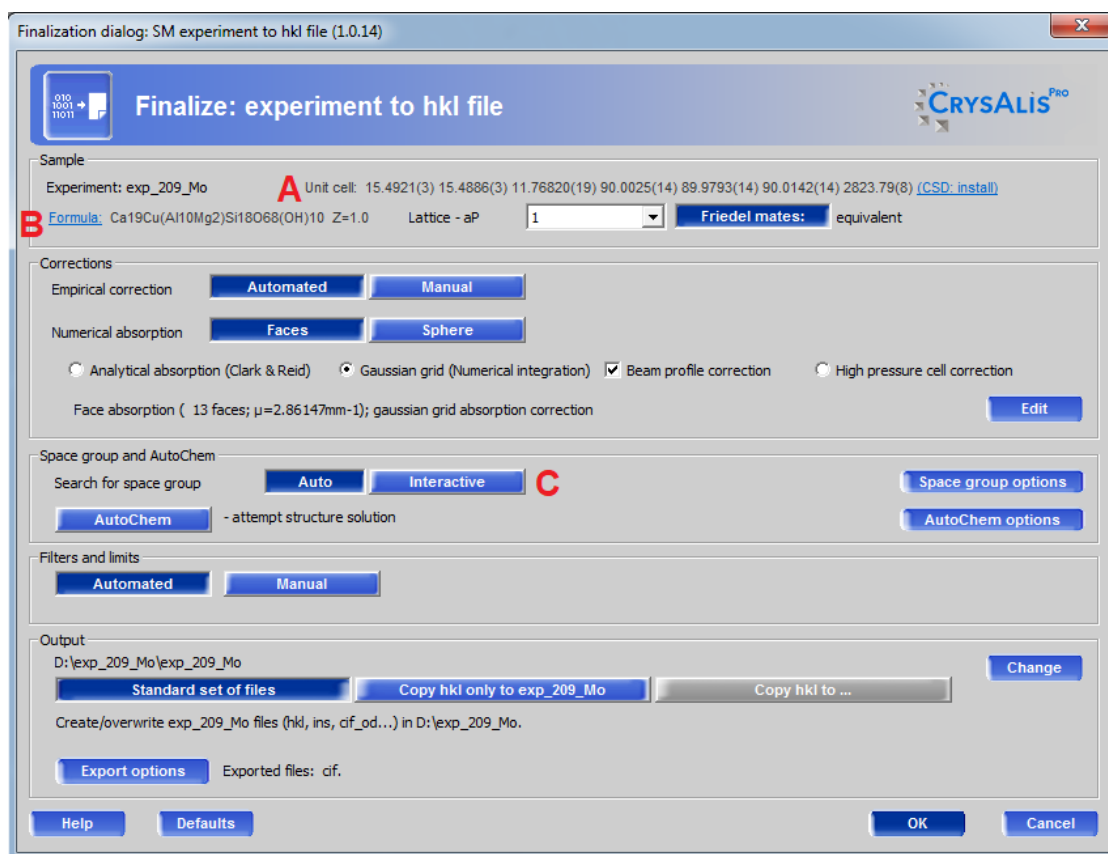 Finalization dialog: SM experiment to hkl file (1.0.14)
010
1001
11011
Finalize: experiment to hkl file
CRYSALIS PRO
Sample
Experiment: exp_209_Mo A Unit cell: 15.4921(3) 15.4886(3) 11.76820(19) 90.0025(14) 89.9793(14) 90.0142(14) 2823.79(8) (CSD: install)
B Formula: Ca19Cu(Al10Mg2)Si18O68(OH)10 Z=1.0 Lattice - aP 1 Friedel mates: equivalent
Corrections
Empirical correction Automated Manual
Numerical absorption Faces Sphere
Analytical absorption (Clark & Reid) Gaussian grid (Numerical integration) Beam profile correction High pressure cell correction
Face absorption ( 13 faces; μ=2.86147mm-1); gaussian grid absorption correction Edit
Space group and AutoChem
Search for space group Auto Interactive C Space group options
AutoChem - attempt structure solution AutoChem options
Filters and limits
Automated Manual
Output
D:\exp_209_Mo\exp_209_Mo Change
Standard set of files Copy hkl only to exp_209_Mo Copy hkl to ...
Create/overwrite exp_209_Mo files (hkl, ins, cif_od...) in D:\exp_209_Mo.
Export options Exported files: cif.
Help Defaults OK Cancel